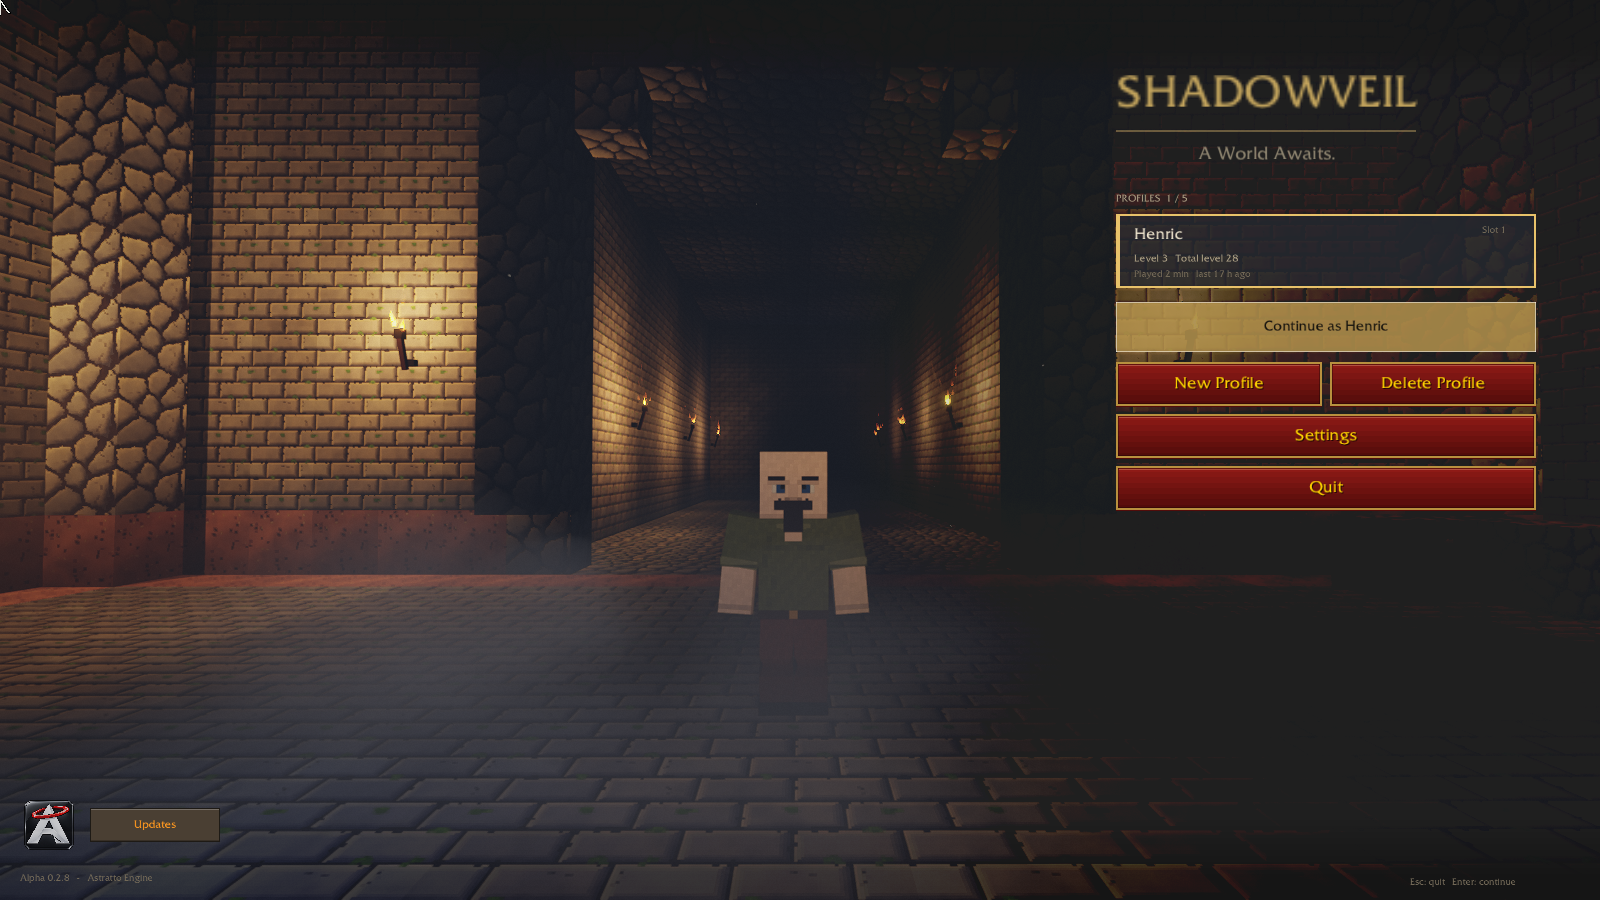 SHADOWVEIL
A World Awaits.
PROFILES 1 / 5
Henric
Slot 1
Level 3 Total level 28
Played 2 min last 17 h ago
Continue as Henric
New Profile
Delete Profile
Settings
Quit
Updates
Alpha 0.2.8 - Astratto Engine
Esc: quit Enter: continue